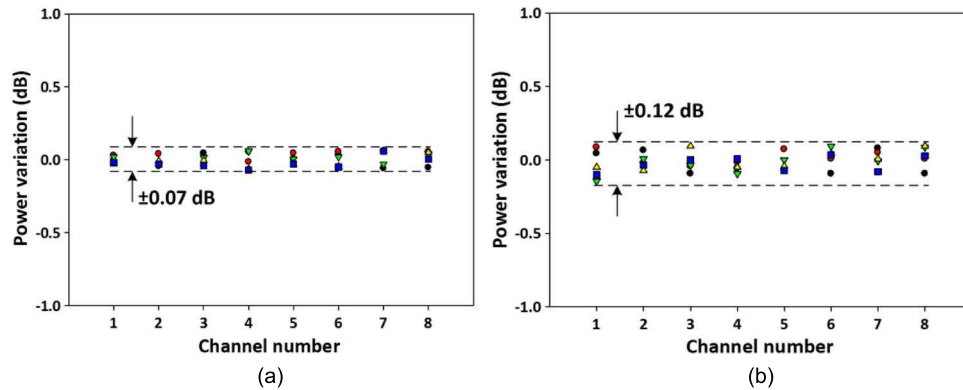 1.0
0.5
0.0
-0.5
-1.0
Power variation (dB)
±0.07 dB
1 2 3 4 5 6 7 8
Channel number
(a)
1.0
0.5
0.0
-0.5
-1.0
Power variation (dB)
±0.12 dB
1 2 3 4 5 6 7 8
Channel number
(b)